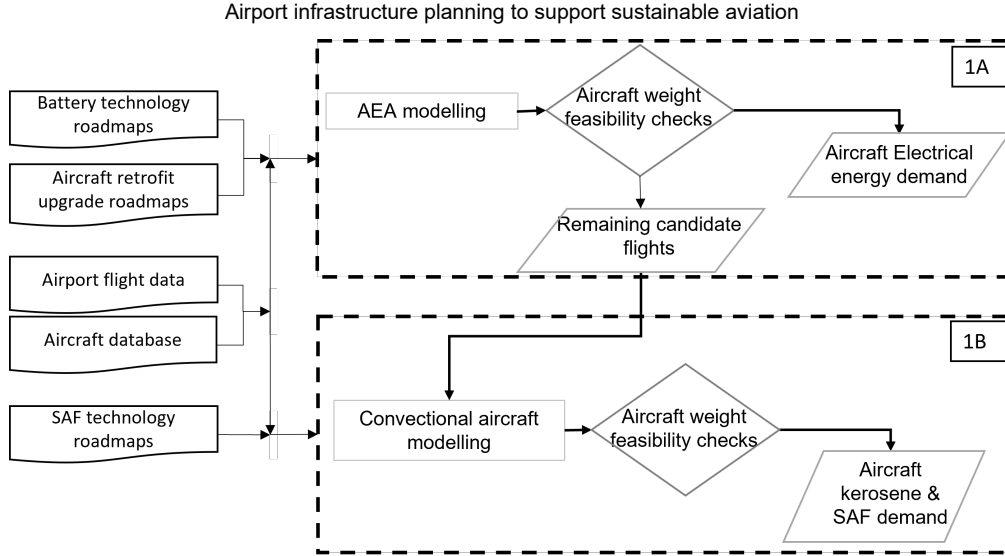 Airport infrastructure planning to support sustainable aviation
Battery technology
roadmaps
Aircraft retrofit
upgrade roadmaps
Airport flight data
Aircraft database
SAF technology
roadmaps
1A
AEA modelling
Aircraft weight
feasibility checks
Aircraft Electrical
energy demand
Remaining candidate
flights
1B
Convectional aircraft
modelling
Aircraft weight
feasibility checks
Aircraft
kerosene &
SAF demand